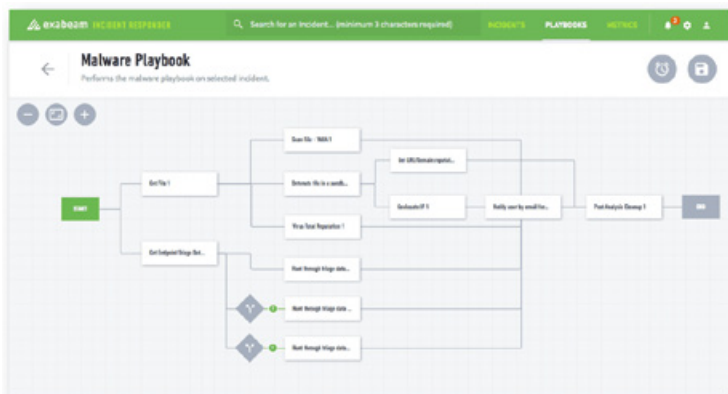 exabeam INCIDENT RESPONDER
Search for an Incident... (minimum 3 characters required)
INCIDENTS
PLAYBOOKS
METRICS
Malware Playbook
Performs the malware playbook on selected incident.
Scan File - YARA 1
Get URL/Domain reputati...
Get File 1
Detonate file in a sandb...
START
Geolocate IP 1
Notify user by email for...
Post Analysis Cleanup 1
END
Virus Total Reputation 1
Get Endpoint Triage Dat...
Hunt through triage data...
Hunt through triage data ...
Hunt through triage data...